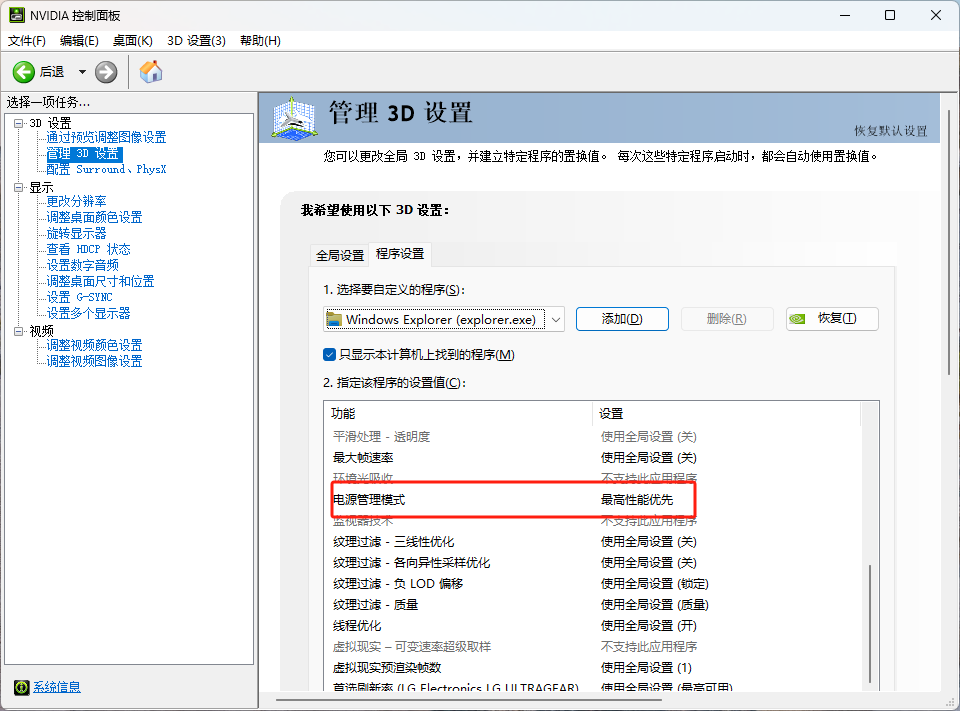 NVIDIA 控制面板
文件(F) 编辑(E) 桌面(K) 3D 设置(3) 帮助(H)
后退
选择一项任务...
3D 设置
通过预览调整图像设置
管理 3D 设置
配置 Surround、PhysX
显示
更改分辨率
调整桌面颜色设置
旋转显示器
查看 HDCP 状态
设置数字音频
调整桌面尺寸和位置
设置 G-SYNC
设置多个显示器
视频
调整视频颜色设置
调整视频图像设置
系统信息
管理 3D 设置
恢复默认设置
您可以更改全局 3D 设置，并建立特定程序的置换值。 每次这些特定程序启动时，都会自动使用置换值。
我希望使用以下 3D 设置：
全局设置 程序设置
1. 选择要自定义的程序(S)：
Windows Explorer (explorer.exe) 添加(D) 删除(R) 恢复(T)
只显示本计算机上找到的程序(M)
2. 指定该程序的设置值(C)：
功能 设置
平滑处理 - 透明度 使用全局设置 (关)
最大帧速率 使用全局设置 (关)
环境光吸收 不支持此应用程序
电源管理模式 最高性能优先
监视器技术 不支持此应用程序
纹理过滤 - 三线性优化 使用全局设置 (关)
纹理过滤 - 各向异性采样优化 使用全局设置 (关)
纹理过滤 - 负 LOD 偏移 使用全局设置 (锁定)
纹理过滤 - 质量 使用全局设置 (质量)
线程优化 使用全局设置 (开)
虚拟现实 – 可变速率超级取样 不支持此应用程序
虚拟现实预渲染帧数 使用全局设置 (1)
首选刷新率 (LG Electronics LG ULTRAGEAR) 使用全局设置 (最高可用)